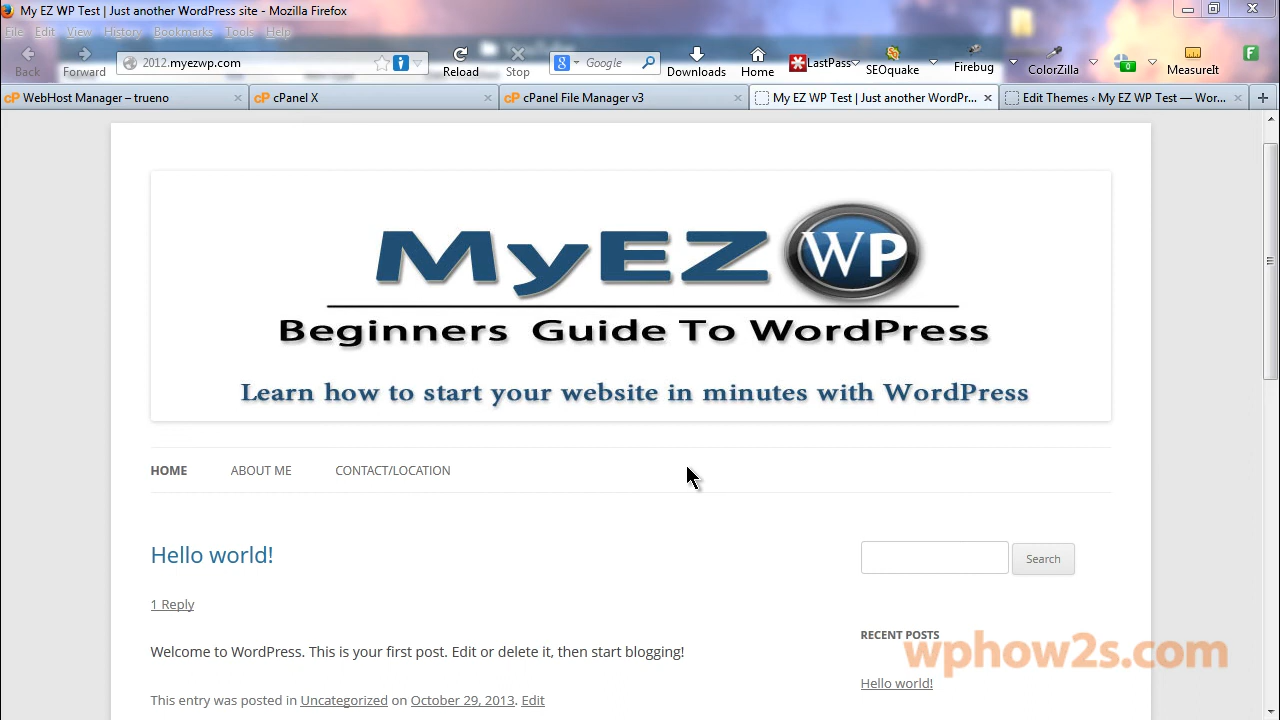 My EZ WP Test | Just another WordPress site - Mozilla Firefox
File Edit View History Bookmarks Tools Help
Back Forward 2012.myezwp.com Reload Stop Google Downloads Home LastPass SEOquake Firebug ColorZilla 0 MeasureIt
WebHost Manager – trueno cPanel X cPanel File Manager v3 My EZ WP Test | Just another WordPr... Edit Themes ‹ My EZ WP Test — Wor...
MyEZ WP
Beginners Guide To WordPress
Learn how to start your website in minutes with WordPress
HOME ABOUT ME CONTACT/LOCATION
Hello world!
Search
1 Reply
RECENT POSTS
Welcome to WordPress. This is your first post. Edit or delete it, then start blogging!
wphow2s.com
Hello world!
This entry was posted in Uncategorized on October 29, 2013. Edit